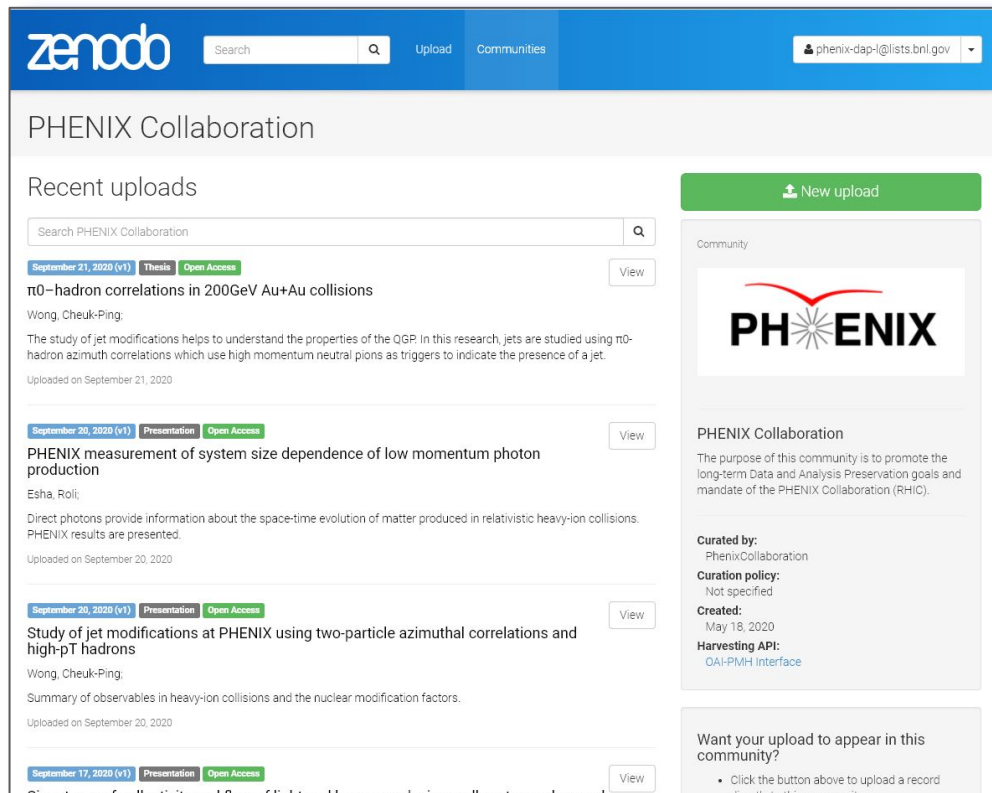 zenodo
Search
Upload
Communities
phenix-dap-l@lists.bnl.gov
PHENIX Collaboration
Recent uploads
Search PHENIX Collaboration
September 21, 2020 (v1) Thesis Open Access
View
π0–hadron correlations in 200GeV Au+Au collisions
Wong, Cheuk-Ping;
The study of jet modifications helps to understand the properties of the QGP. In this research, jets are studied using π0-
hadron azimuth correlations which use high momentum neutral pions as triggers to indicate the presence of a jet.
Uploaded on September 21, 2020
September 20, 2020 (v1) Presentation Open Access
View
PHENIX measurement of system size dependence of low momentum photon
production
Esha, Roli;
Direct photons provide information about the space-time evolution of matter produced in relativistic heavy-ion collisions.
PHENIX results are presented.
Uploaded on September 20, 2020
September 20, 2020 (v1) Presentation Open Access
View
Study of jet modifications at PHENIX using two-particle azimuthal correlations and
high-pT hadrons
Wong, Cheuk-Ping;
Summary of observables in heavy-ion collisions and the nuclear modification factors.
Uploaded on September 20, 2020
September 17, 2020 (v1) Presentation Open Access
View
New upload
Community
PHENIX
PHENIX Collaboration
The purpose of this community is to promote the
long-term Data and Analysis Preservation goals and
mandate of the PHENIX Collaboration (RHIC).
Curated by:
PhenixCollaboration
Curation policy:
Not specified
Created:
May 18, 2020
Harvesting API:
OAI-PMH Interface
Want your upload to appear in this
community?
Click the button above to upload a record